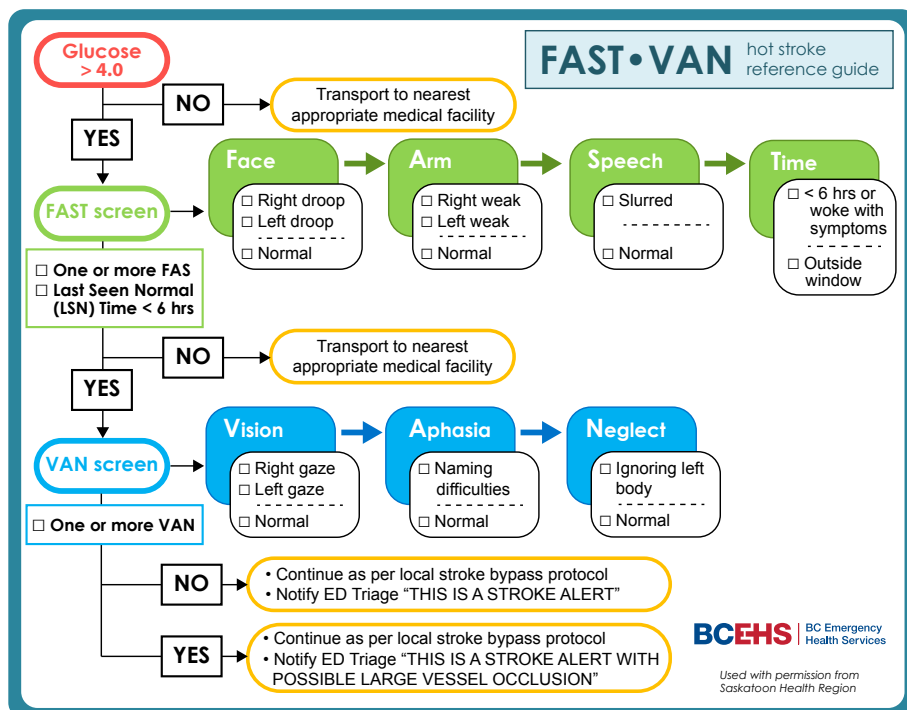 Glucose
> 4.0
FAST•VAN
hot stroke
reference guide
NO
Transport to nearest
appropriate medical facility
YES
FAST screen
Face
☐ Right droop
☐ Left droop
☐ Normal
Arm
☐ Right weak
☐ Left weak
☐ Normal
Speech
☐ Slurred
☐ Normal
Time
☐ < 6 hrs or
woke with
symptoms
☐ Outside
window
☐ One or more FAS
☐ Last Seen Normal
(LSN) Time < 6 hrs
NO
Transport to nearest
appropriate medical facility
YES
VAN screen
Vision
☐ Right gaze
☐ Left gaze
☐ Normal
Aphasia
☐ Naming
difficulties
☐ Normal
Neglect
☐ Ignoring left
body
☐ Normal
☐ One or more VAN
NO
• Continue as per local stroke bypass protocol
• Notify ED Triage “THIS IS A STROKE ALERT”
YES
• Continue as per local stroke bypass protocol
• Notify ED Triage “THIS IS A STROKE ALERT WITH
POSSIBLE LARGE VESSEL OCCLUSION”
BCEHS
BC Emergency
Health Services
Used with permission from
Saskatoon Health Region